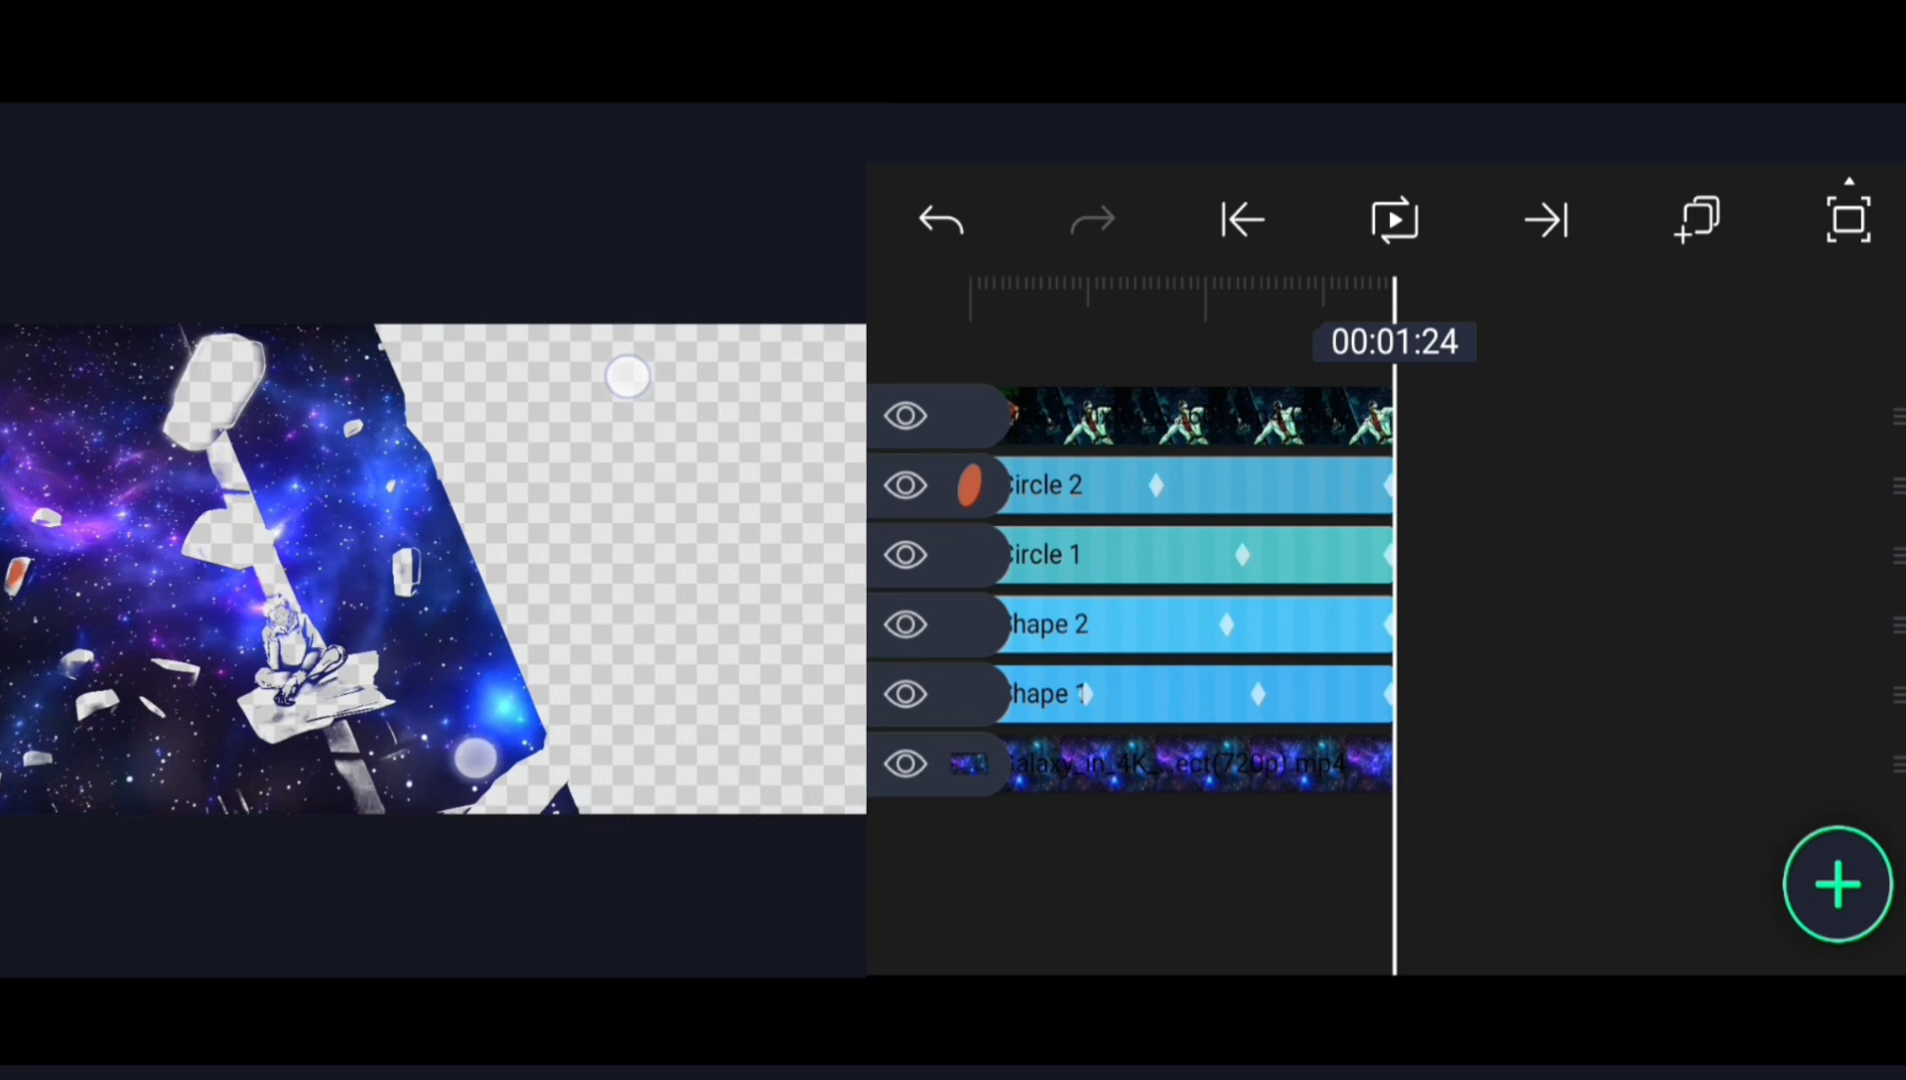 00:01:24
Circle 2
Circle 1
Shape 2
Shape 1
Galaxy_in_4K_...ect(720p).mp4